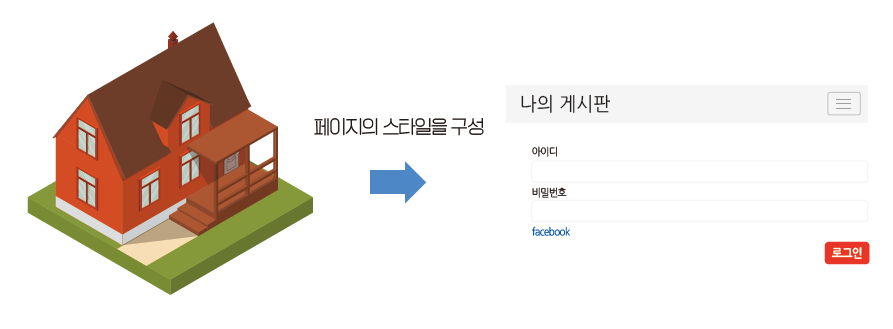 페이지의 스타일을 구성
나의 게시판
아이디
비밀번호
facebook
로그인